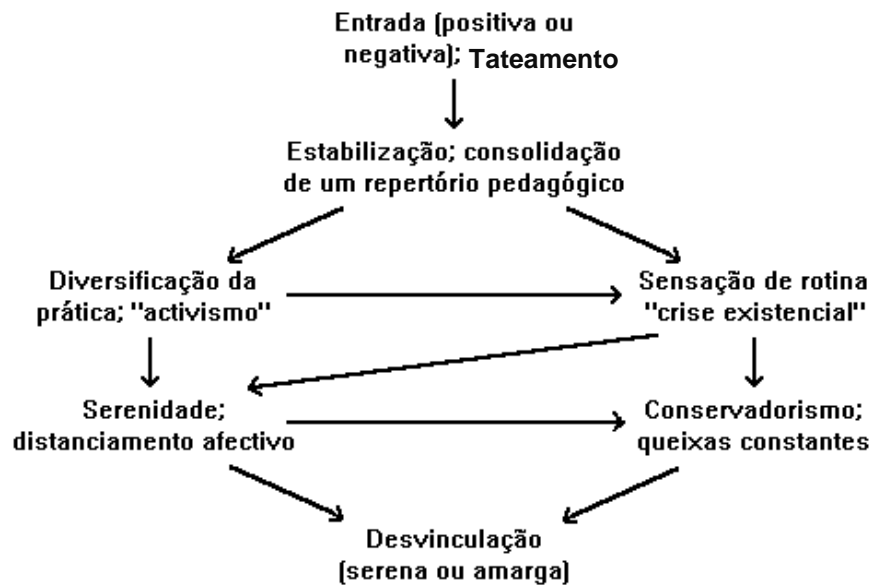 Entrada (positiva ou
negativa); Tateamento
Estabilização; consolidação
de um repertório pedagógico
Diversificação da
prática; "activismo"
Sensação de rotina
"crise existencial"
Serenidade;
distanciamento afectivo
Conservadorismo;
queixas constantes
Desvinculação
(serena ou amarga)